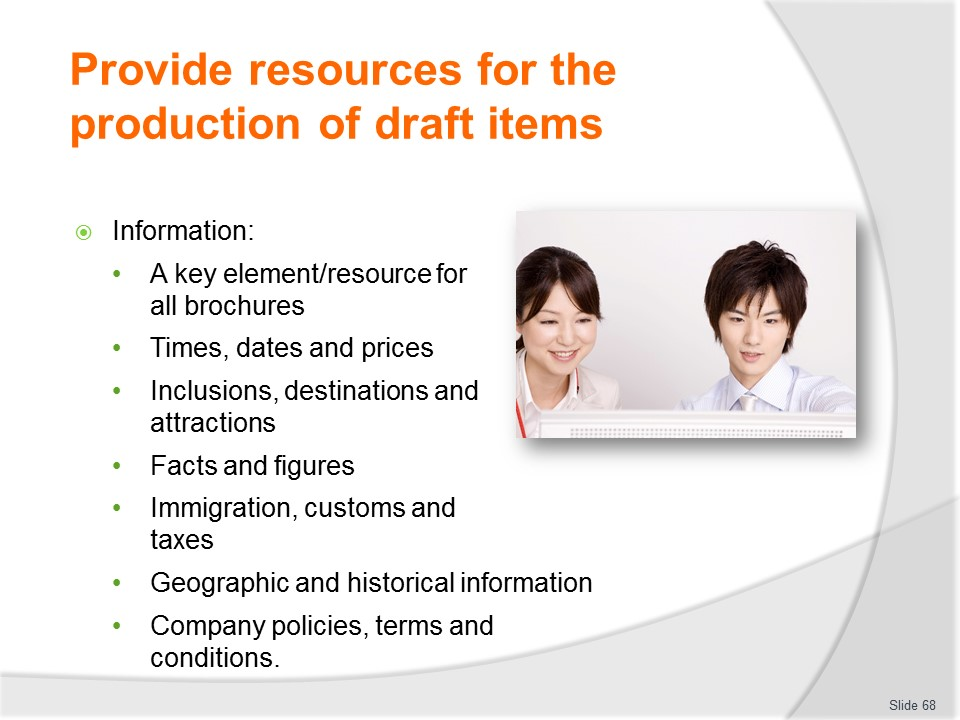 Provide resources for the
production of draft items
Information:
• A key element/resource for
all brochures
• Times, dates and prices
• Inclusions, destinations and
attractions
• Facts and figures
• Immigration, customs and
taxes
• Geographic and historical information
• Company policies, terms and
conditions.
Slide 68